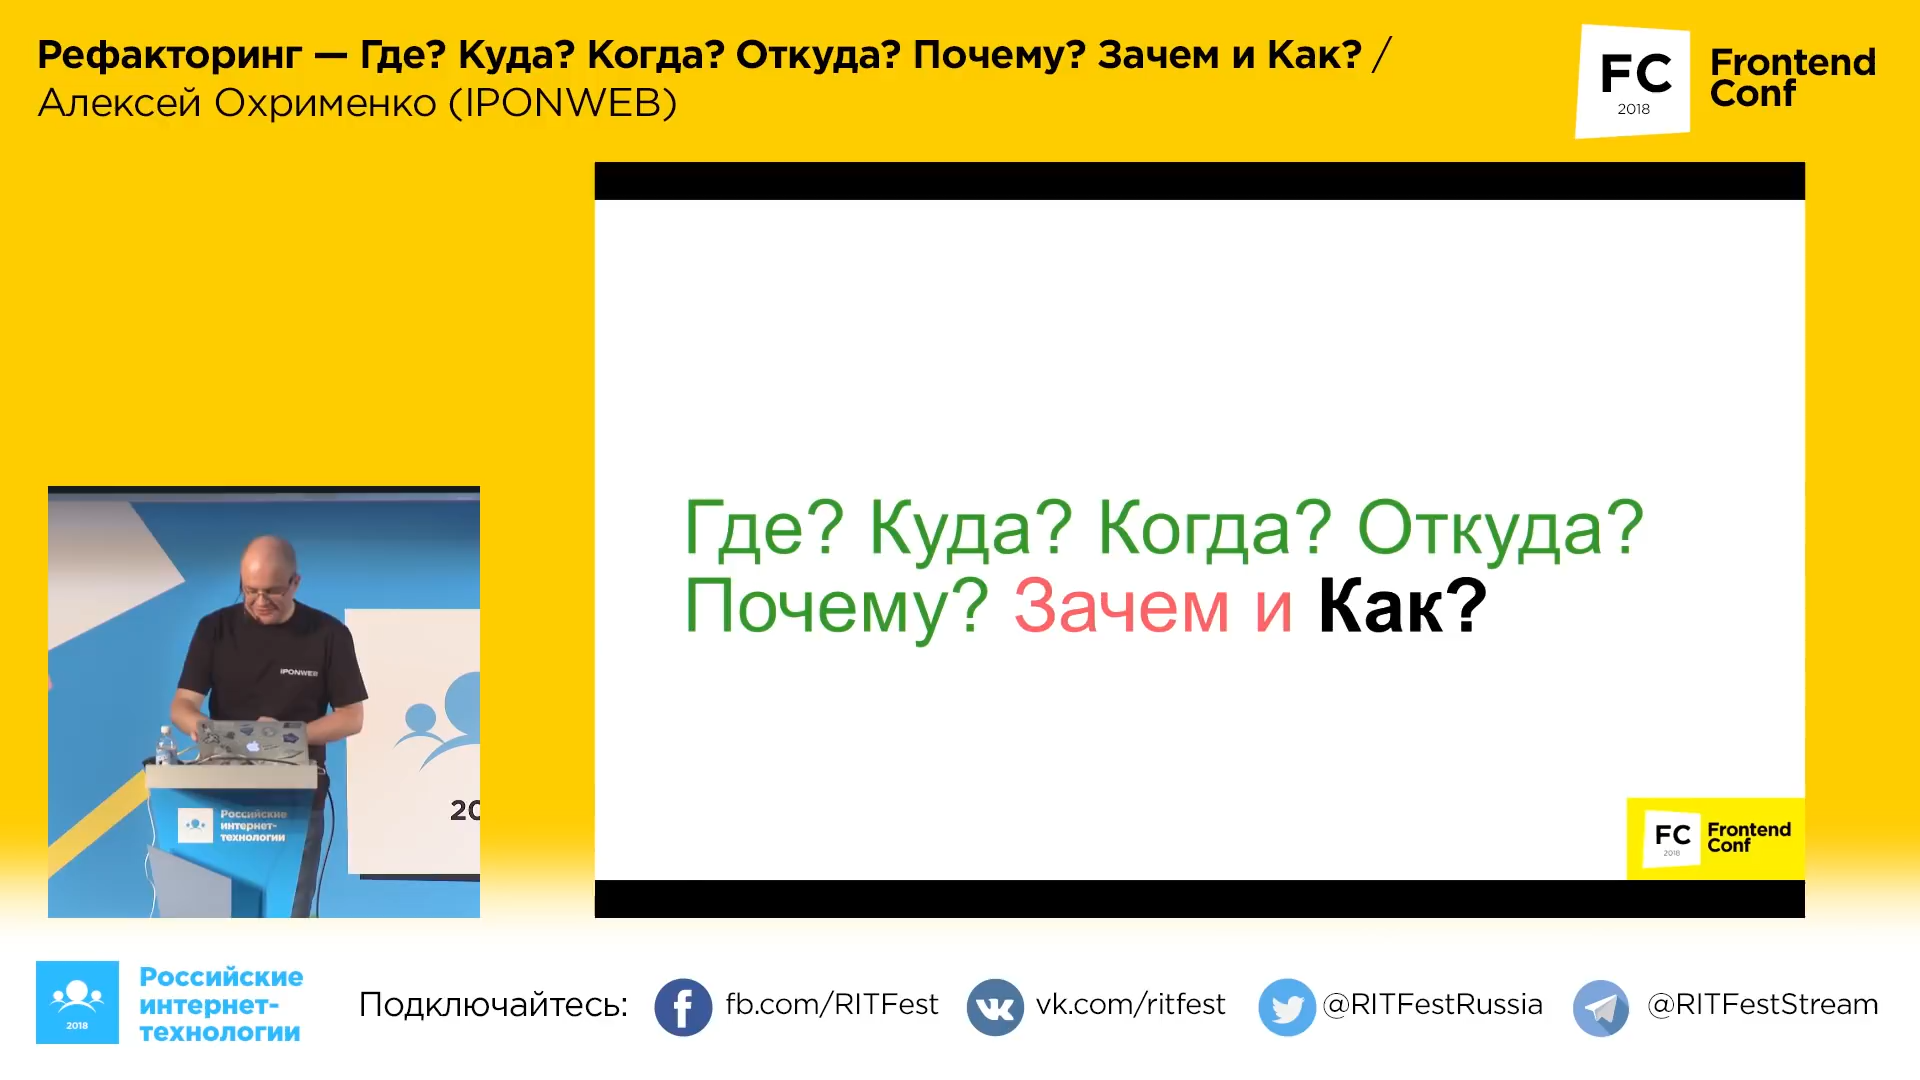 Рефакторинг — Где? Куда? Когда? Откуда? Почему? Зачем и Как? /
Алексей Охрименко (IPONWEB)
FC
2018
Frontend
Conf
Где? Куда? Когда? Откуда?
Почему? Зачем и Как?
IPONWEB
20
Российские
интернет-
технологии
FC
2018
Frontend
Conf
2018
Российские
интернет-
технологии
Подключайтесь:
fb.com/RITFest
vk.com/ritfest
@RITFestRussia
@RITFestStream